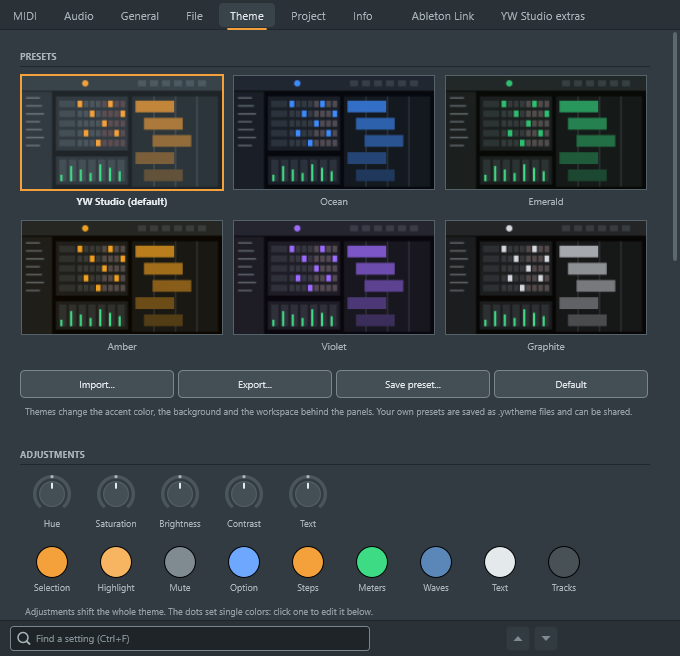 MIDI Audio General File Theme Project Info Ableton Link YW Studio extras
PRESETS
YW Studio (default) Ocean Emerald
Amber Violet Graphite
Import... Export... Save preset... Default
Themes change the accent color, the background and the workspace behind the panels. Your own presets are saved as .ywtheme files and can be shared.
ADJUSTMENTS
Hue Saturation Brightness Contrast Text
Selection Highlight Mute Option Steps Meters Waves Text Tracks
Adjustments shift the whole theme. The dots set single colors: click one to edit it below.
Find a setting (Ctrl+F)